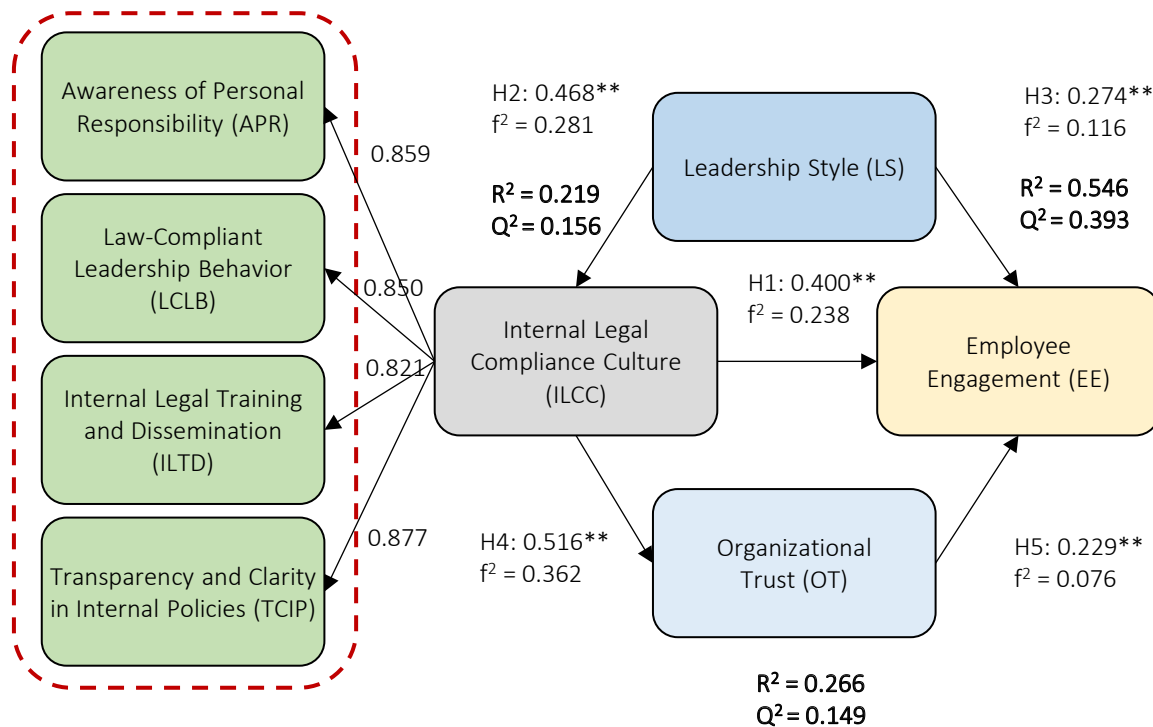 Awareness of Personal
Responsibility (APR)
Law-Compliant
Leadership Behavior
(LCLB)
Internal Legal Training
and Dissemination
(ILTD)
Transparency and Clarity
in Internal Policies (TCIP)
0.859
0.850
0.821
0.877
H2: 0.468**
f² = 0.281
R² = 0.219
Q² = 0.156
Leadership Style (LS)
H3: 0.274**
f² = 0.116
R² = 0.546
Q² = 0.393
Internal Legal
Compliance Culture
(ILCC)
H1: 0.400**
f² = 0.238
Employee
Engagement (EE)
H4: 0.516**
f² = 0.362
Organizational
Trust (OT)
H5: 0.229**
f² = 0.076
R² = 0.266
Q² = 0.149